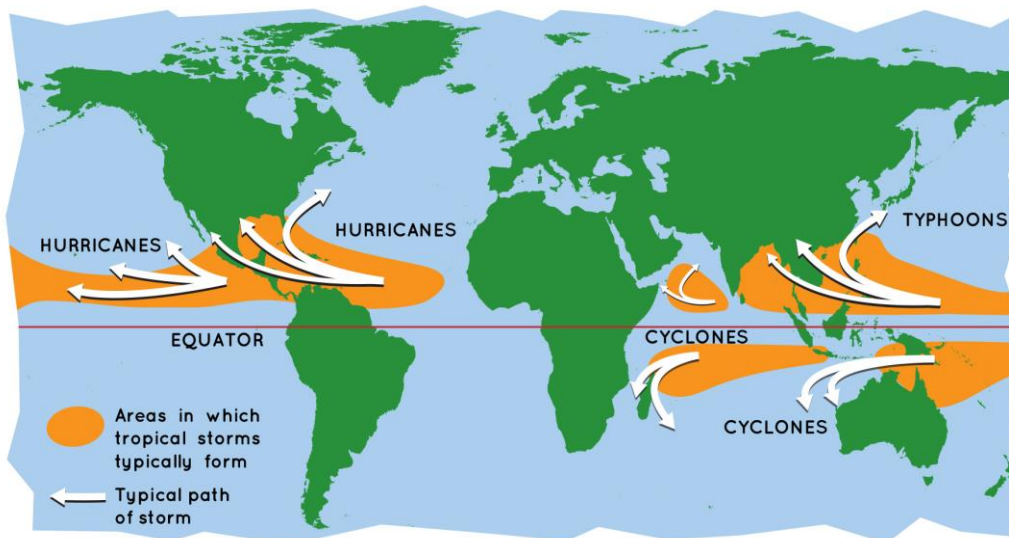 HURRICANES
HURRICANES
TYPHOONS
EQUATOR
CYCLONES
CYCLONES
Areas in which
tropical storms
typically form
Typical path
of storm